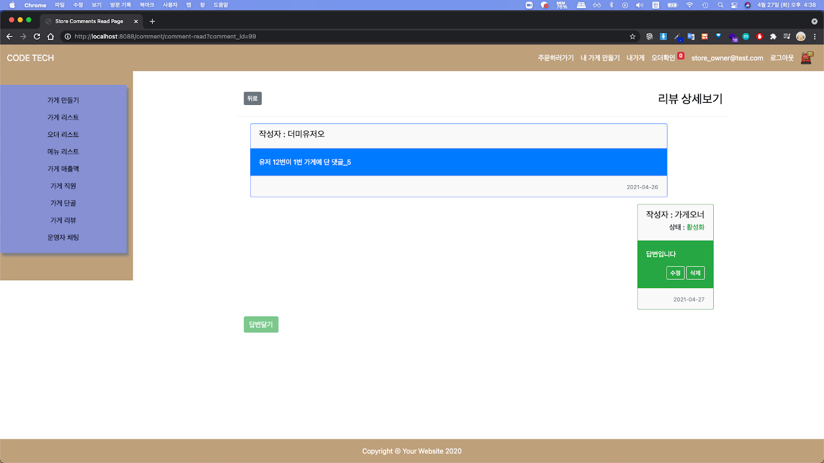 Chrome 파일 수정 보기 방문 기록 북마크 사용자 탭 창 도움말
4월 27일 (화) 오후 4:38
Store Comments Read Page
http://localhost:8088/comment/comment-read?comment_id=99
CODE TECH
주문하러가기 내 가게 만들기 내가게 오더확인 0 store_owner@test.com 로그아웃
가게 만들기
가게 리스트
오더 리스트
메뉴 리스트
가게 매출액
가게 직원
가게 단골
가게 리뷰
운영자 채팅
뒤로
리뷰 상세보기
작성자 : 더미유저오
유저 12번이 1번 가게에 단 댓글_5
2021-04-26
작성자 : 가게오너
상태 : 활성화
답변입니다
수정 삭제
2021-04-27
답변달기
Copyright © Your Website 2020